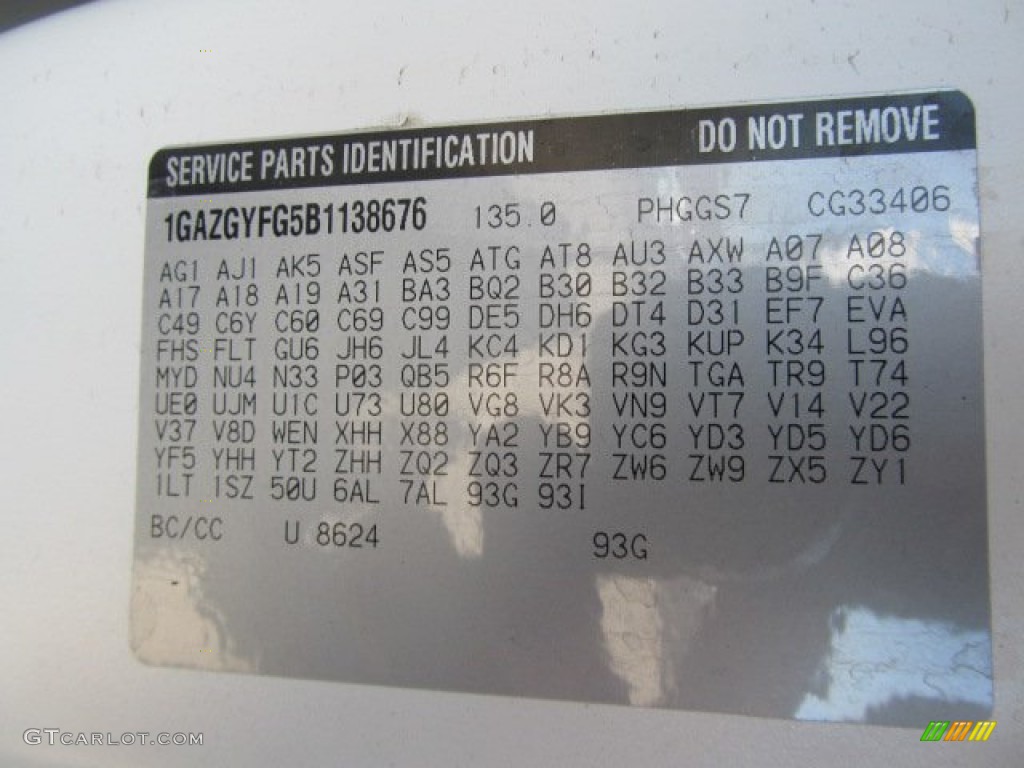 SERVICE PARTS IDENTIFICATION DO NOT REMOVE
1GAZGYFG5B1138676 135.0 PHGGS7 CG33406
AG1 AJ1 AK5 ASF AS5 ATG AT8 AU3 AXW A07 A08
A17 A18 A19 A31 BA3 BQ2 B30 B32 B33 B9F C36
C49 C6Y C60 C69 C99 DE5 DH6 DT4 D31 EF7 EVA
FHS FLT GU6 JH6 JL4 KC4 KD1 KG3 KUP K34 L96
MYD NU4 N33 P03 QB5 R6F R8A R9N TGA TR9 T74
UE0 UJM U1C U73 U80 VG8 VK3 VN9 VT7 V14 V22
V37 V8D WEN XHH X88 YA2 YB9 YC6 YD3 YD5 YD6
YF5 YHH YT2 ZHH ZQ2 ZQ3 ZR7 ZW6 ZW9 ZX5 ZY1
1LT 1SZ 50U 6AL 7AL 93G 93I
BC/CC U 8624 93G
GTCARLOT.COM